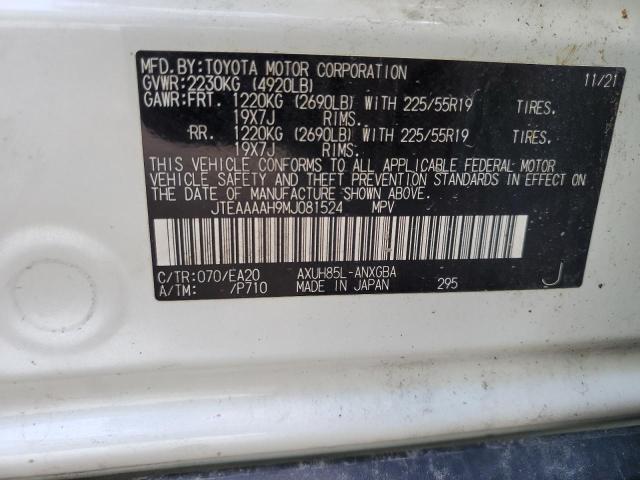 MFD.BY:TOYOTA MOTOR CORPORATION 11/21
GVWR:2230KG (4920LB)
GAWR:FRT. 1220KG (2690LB) WITH 225/55R19 TIRES.
19X7J RIMS.
RR. 1220KG (2690LB) WITH 225/55R19 TIRES.
19X7J RIMS.
THIS VEHICLE CONFORMS TO ALL APPLICABLE FEDERAL MOTOR
VEHICLE SAFETY AND THEFT PREVENTION STANDARDS IN EFFECT ON
THE DATE OF MANUFACTURE SHOWN ABOVE.
JTEAAAAH9MJ081524 MPV
C/TR:070/EA20 AXUH85L-ANXGBA
A/TM: /P710 MADE IN JAPAN 295 J